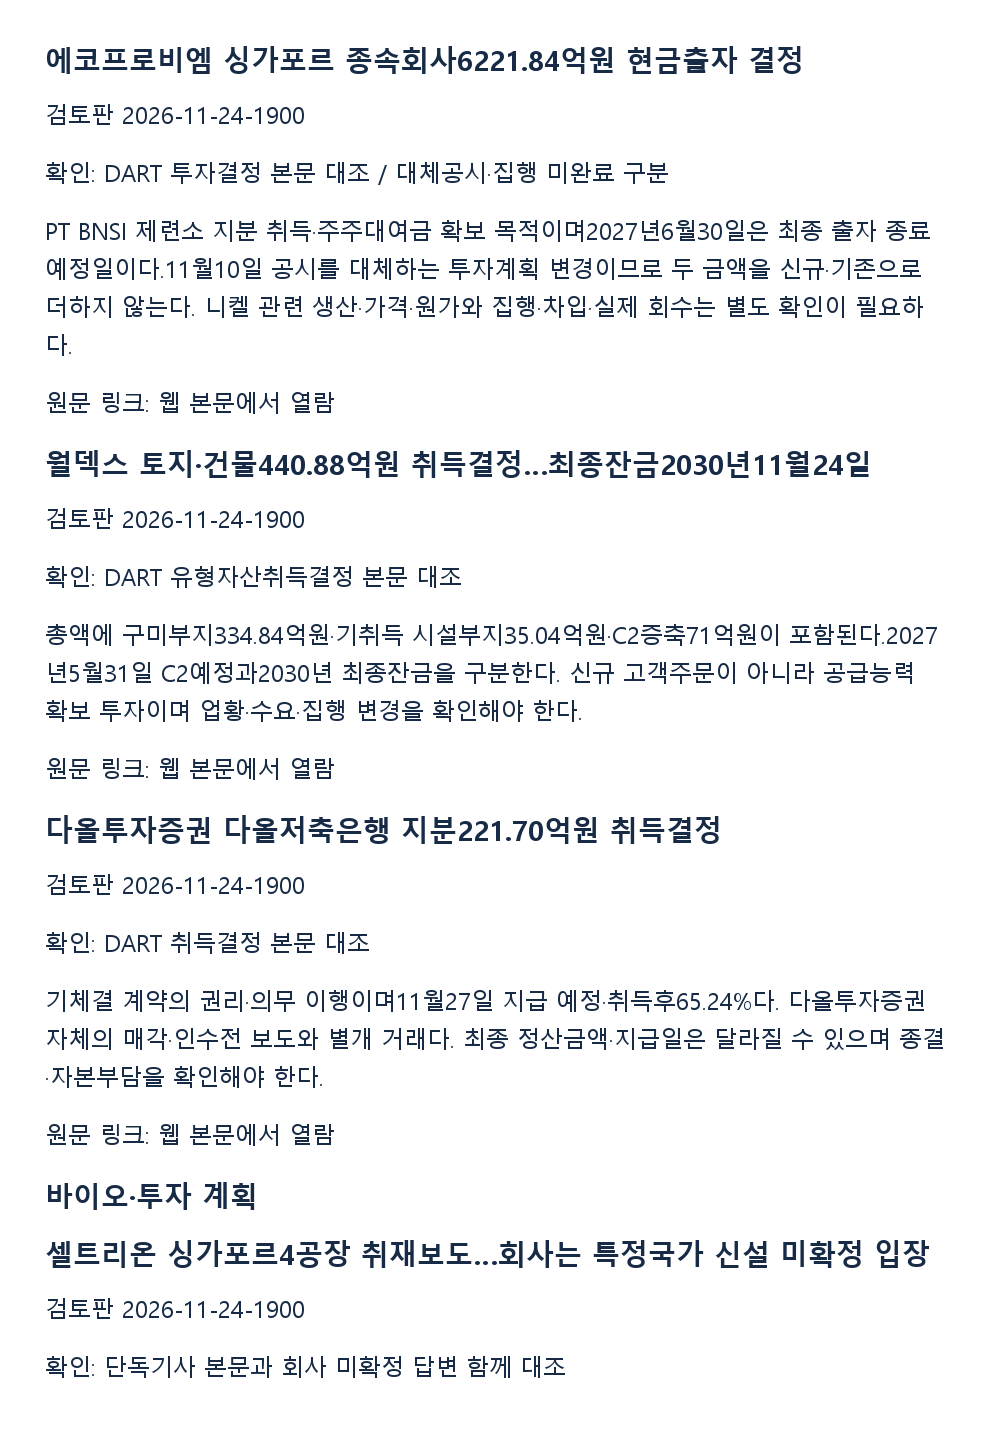 에코프로비엠 싱가포르 종속회사6221.84억원 현금출자 결정
검토판 2026-11-24-1900
확인: DART 투자결정 본문 대조 / 대체공시·집행 미완료 구분
PT BNSI 제련소 지분 취득·주주대여금 확보 목적이며2027년6월30일은 최종 출자 종료
예정일이다.11월10일 공시를 대체하는 투자계획 변경이므로 두 금액을 신규·기존으로
더하지 않는다. 니켈 관련 생산·가격·원가와 집행·차입·실제 회수는 별도 확인이 필요하
다.
원문 링크: 웹 본문에서 열람
월덱스 토지·건물440.88억원 취득결정...최종잔금2030년11월24일
검토판 2026-11-24-1900
확인: DART 유형자산취득결정 본문 대조
총액에 구미부지334.84억원·기취득 시설부지35.04억원·C2증축71억원이 포함된다.2027
년5월31일 C2예정과2030년 최종잔금을 구분한다. 신규 고객주문이 아니라 공급능력
확보 투자이며 업황·수요·집행 변경을 확인해야 한다.
원문 링크: 웹 본문에서 열람
다올투자증권 다올저축은행 지분221.70억원 취득결정
검토판 2026-11-24-1900
확인: DART 취득결정 본문 대조
기체결 계약의 권리·의무 이행이며11월27일 지급 예정·취득후65.24%다. 다올투자증권
자체의 매각·인수전 보도와 별개 거래다. 최종 정산금액·지급일은 달라질 수 있으며 종결
·자본부담을 확인해야 한다.
원문 링크: 웹 본문에서 열람
바이오·투자 계획
셀트리온 싱가포르4공장 취재보도...회사는 특정국가 신설 미확정 입장
검토판 2026-11-24-1900
확인: 단독기사 본문과 회사 미확정 답변 함께 대조